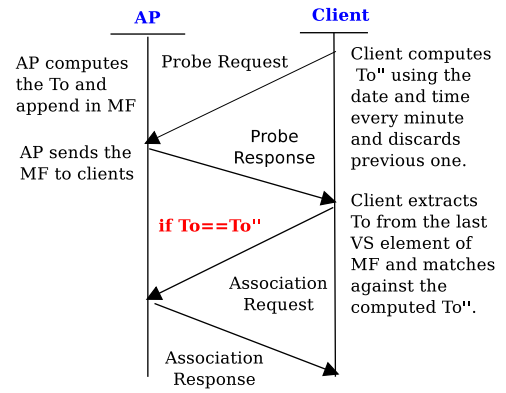 AP
Client
AP computes
the To and
append in MF
Probe Request
Client computes
To" using the
date and time
every minute
and discards
previous one.
AP sends the
MF to clients
Probe
Response
Client extracts
To from the last
VS element of
MF and matches
against the
computed To".
if To==To"
Association
Request
Association
Response